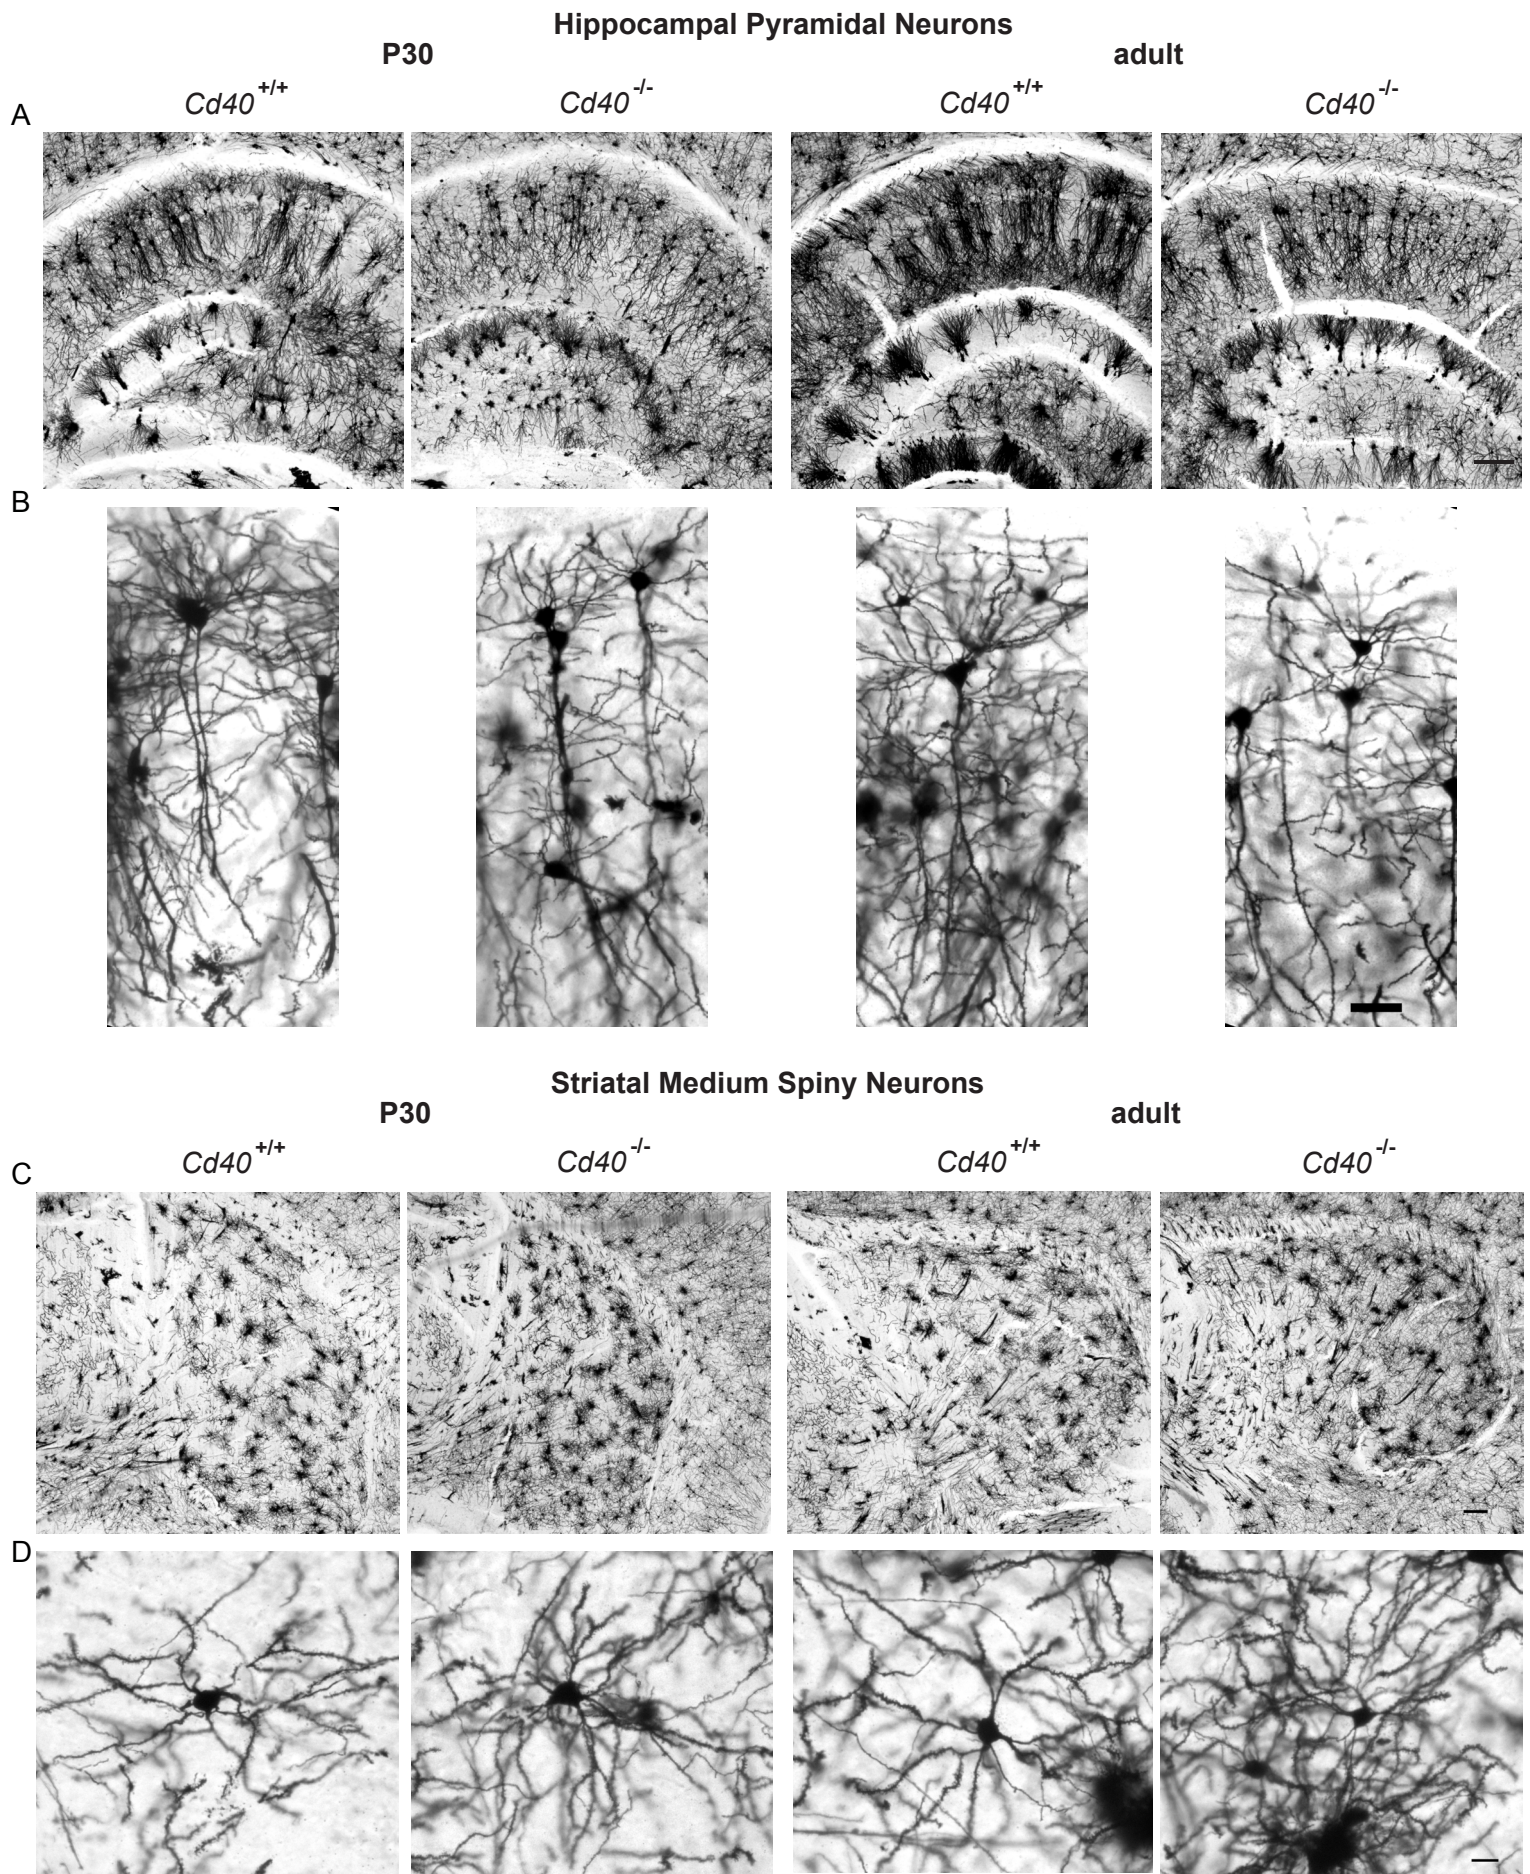 Hippocampal Pyramidal Neurons
P30 adult
Cd40 +/+ Cd40 -/- Cd40 +/+ Cd40 -/-
A
B
Striatal Medium Spiny Neurons
P30 adult
Cd40 +/+ Cd40 -/- Cd40 +/+ Cd40 -/-
C
D